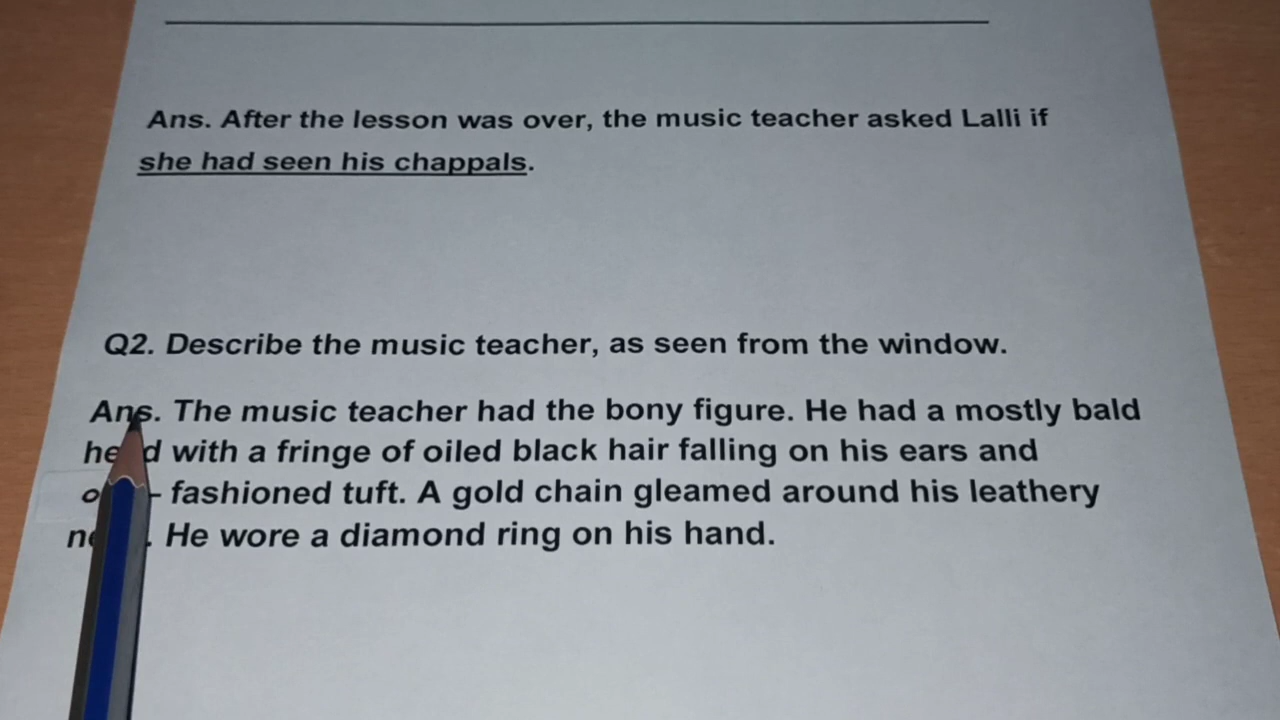 Ans. After the lesson was over, the music teacher asked Lalli if
she had seen his chappals.
Q2. Describe the music teacher, as seen from the window.
Ans. The music teacher had the bony figure. He had a mostly bald
head with a fringe of oiled black hair falling on his ears and
fashioned tuft. A gold chain gleamed around his leathery
He wore a diamond ring on his hand.